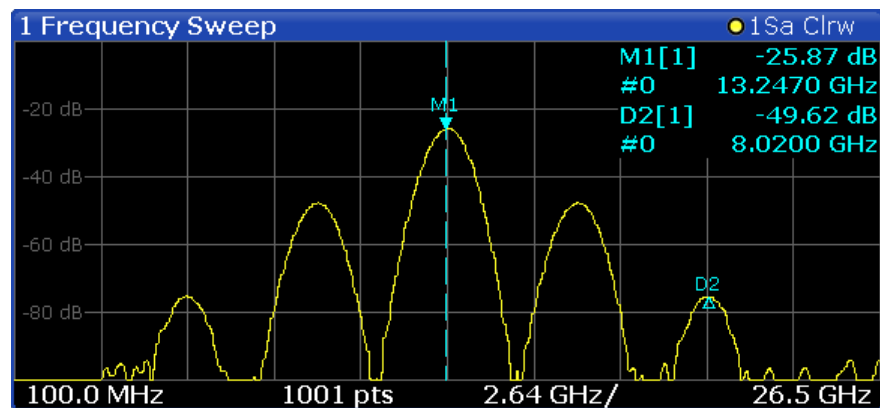 1 Frequency Sweep 1Sa Clrw
M1[1] -25.87 dB
#0 13.2470 GHz
D2[1] -49.62 dB
#0 8.0200 GHz
-20 dB
M1
-40 dB
-60 dB
D2
-80 dB
100.0 MHz 1001 pts 2.64 GHz/ 26.5 GHz